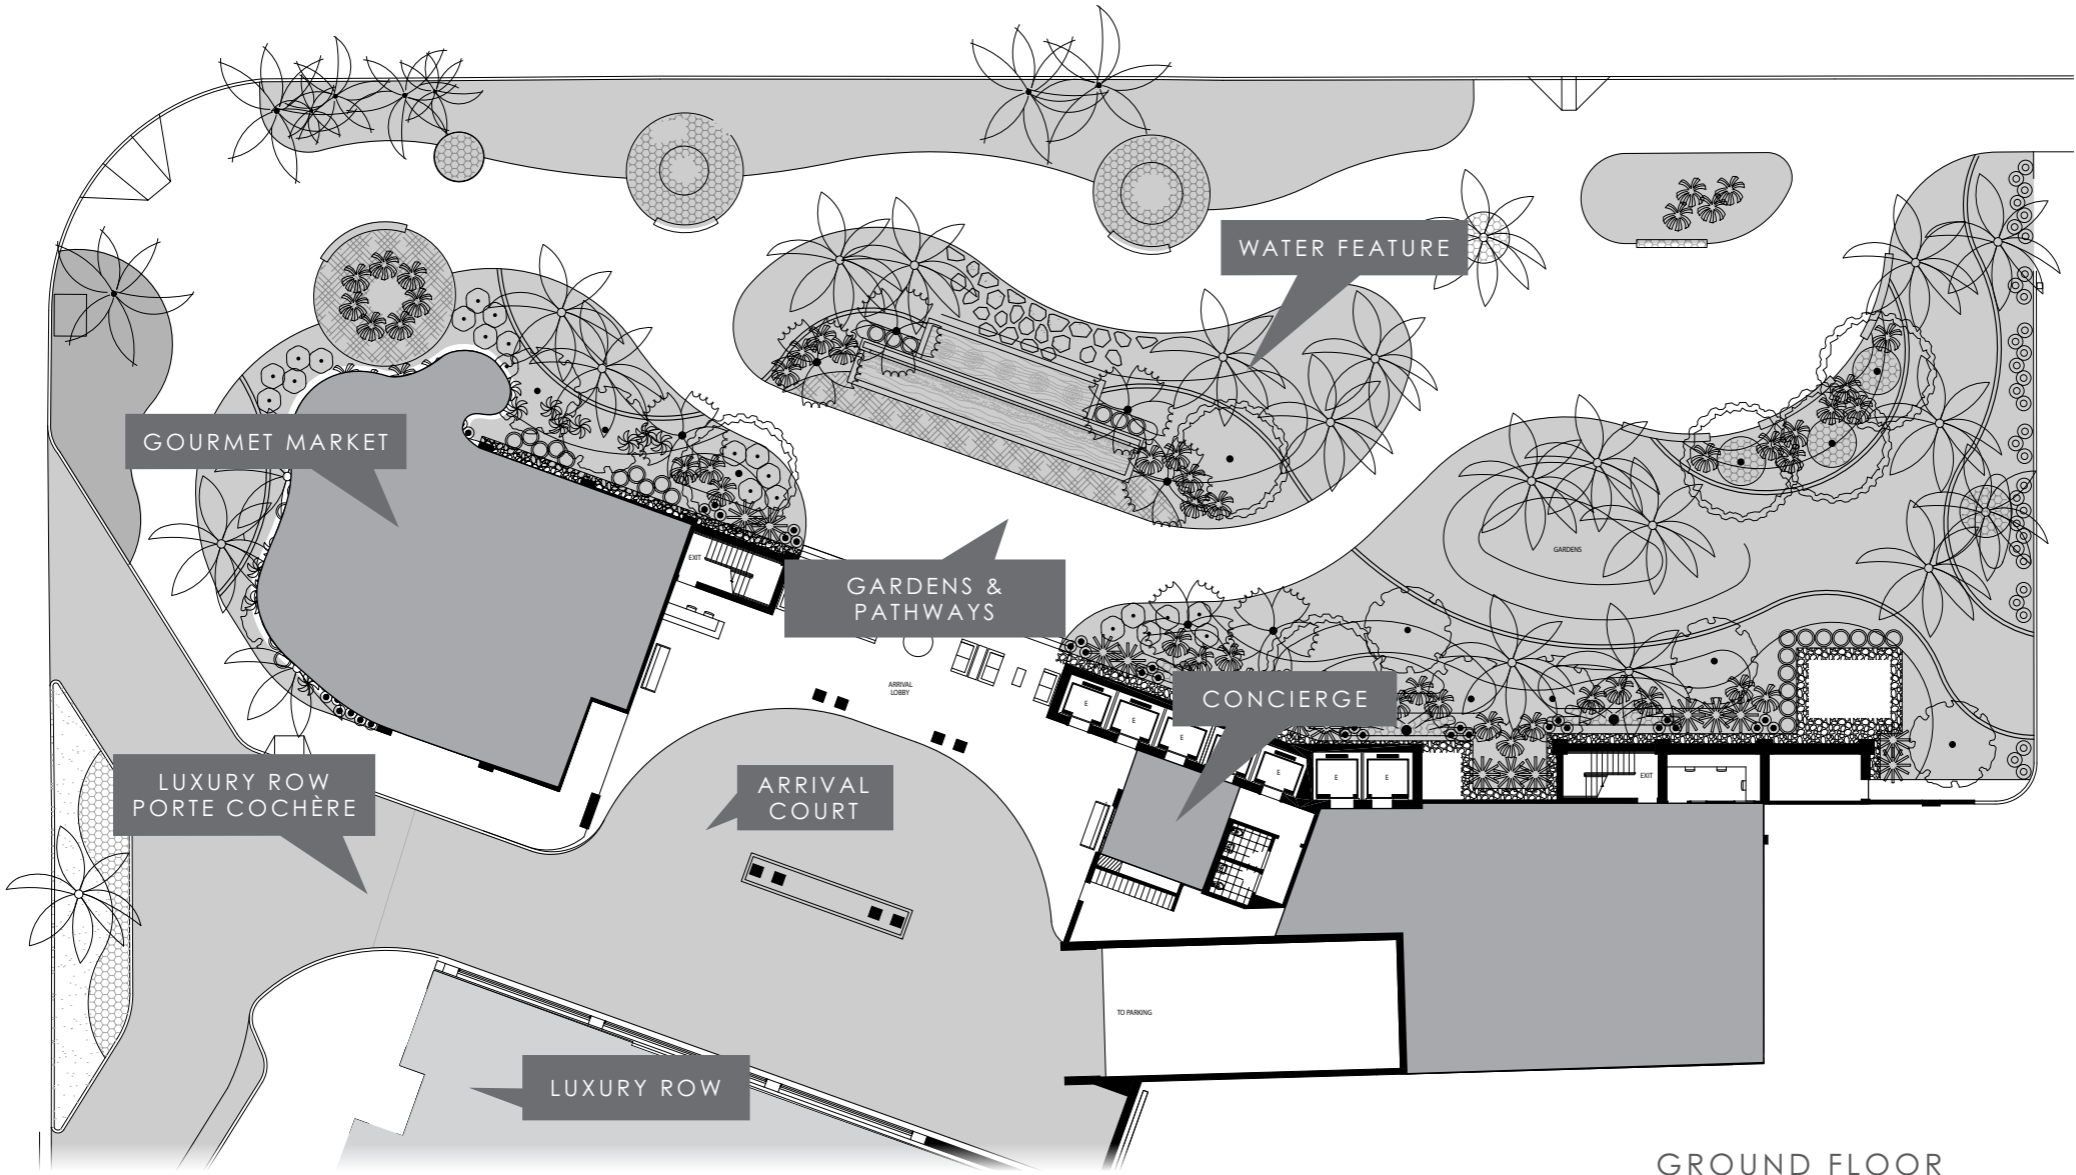 WATER FEATURE
GOURMET MARKET
EXIT
GARDENS
GARDENS &
PATHWAYS
ARRIVAL
LOBBY
CONCIERGE
E
E
E
E
E
E
EXIT
LUXURY ROW
PORTE COCHÈRE
ARRIVAL
COURT
TO PARKING
LUXURY ROW
GROUND FLOOR